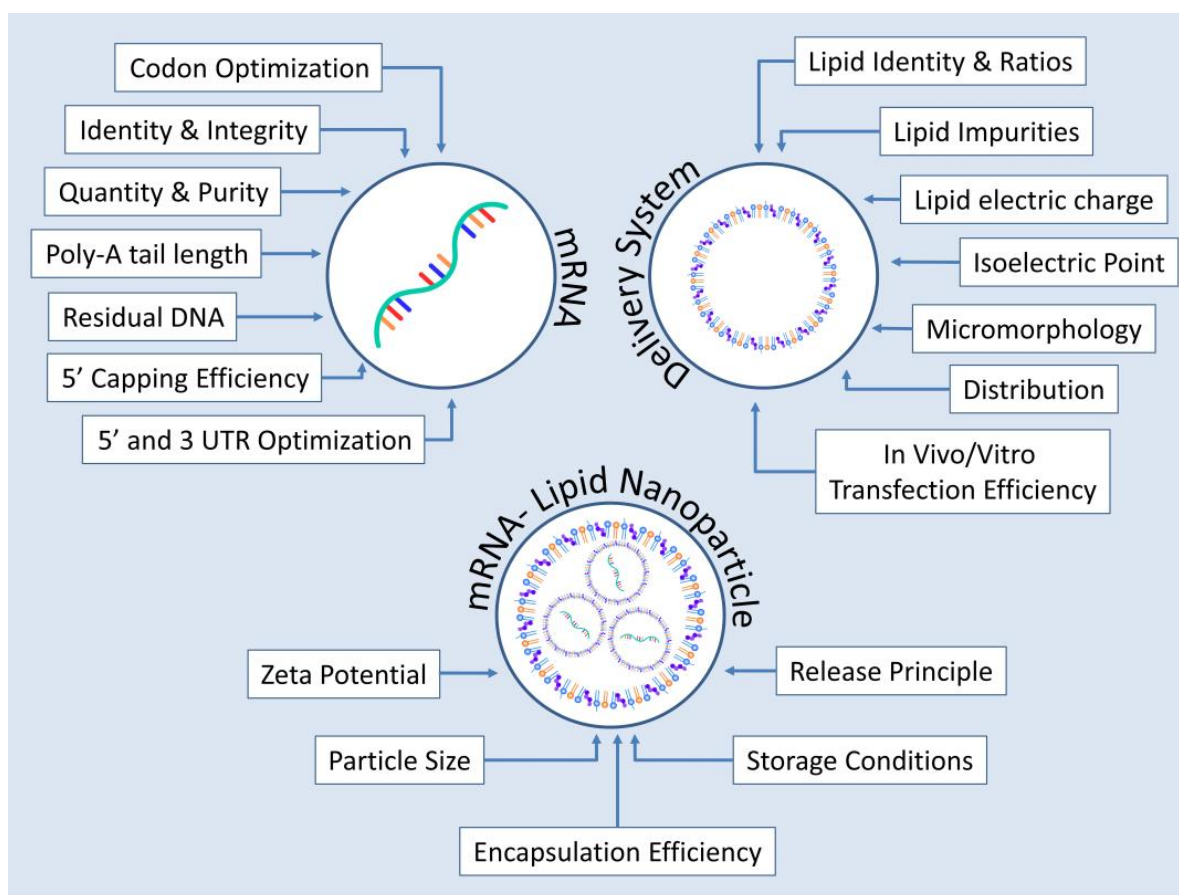 Codon Optimization
Identity & Integrity
Quantity & Purity
Poly-A tail length
Residual DNA
5’ Capping Efficiency
5’ and 3 UTR Optimization
mRNA
Lipid Identity & Ratios
Lipid Impurities
Lipid electric charge
Isoelectric Point
Micromorphology
Distribution
In Vivo/Vitro
Transfection Efficiency
Delivery System
mRNA- Lipid Nanoparticle
Zeta Potential
Particle Size
Encapsulation Efficiency
Storage Conditions
Release Principle